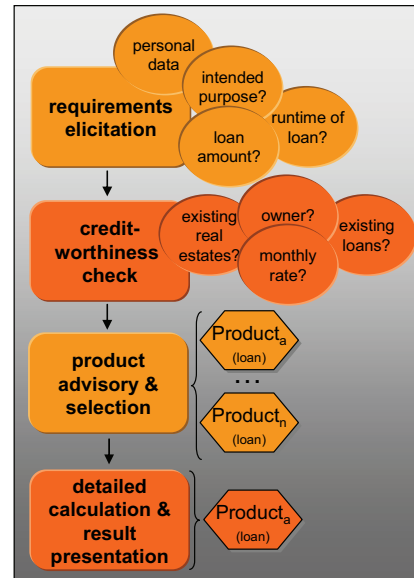 personal
data
intended
purpose?
requirements
elicitation
loan
amount?
runtime of
loan?
credit-
worthiness
check
existing
real
estates?
owner?
monthly
rate?
existing
loans?
product
advisory &
selection
Productₐ
(loan)
...
Productₙ
(loan)
detailed
calculation &
result
presentation
Productₐ
(loan)